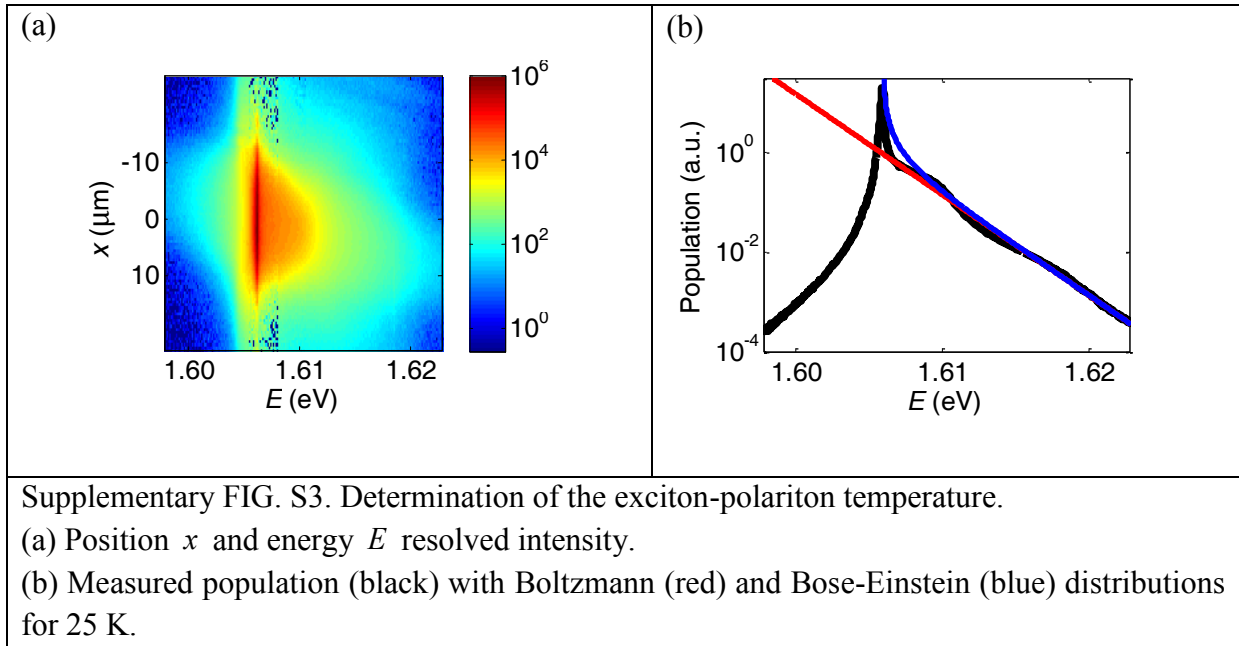 (a)
10^6
10^4
10^2
10^0
-10
0
10
x (μm)
1.60
1.61
1.62
E (eV)
(b)
10^0
10^-2
10^-4
Population (a.u.)
1.60
1.61
1.62
E (eV)
Supplementary FIG. S3. Determination of the exciton-polariton temperature.
(a) Position x and energy E resolved intensity.
(b) Measured population (black) with Boltzmann (red) and Bose-Einstein (blue) distributions
for 25 K.